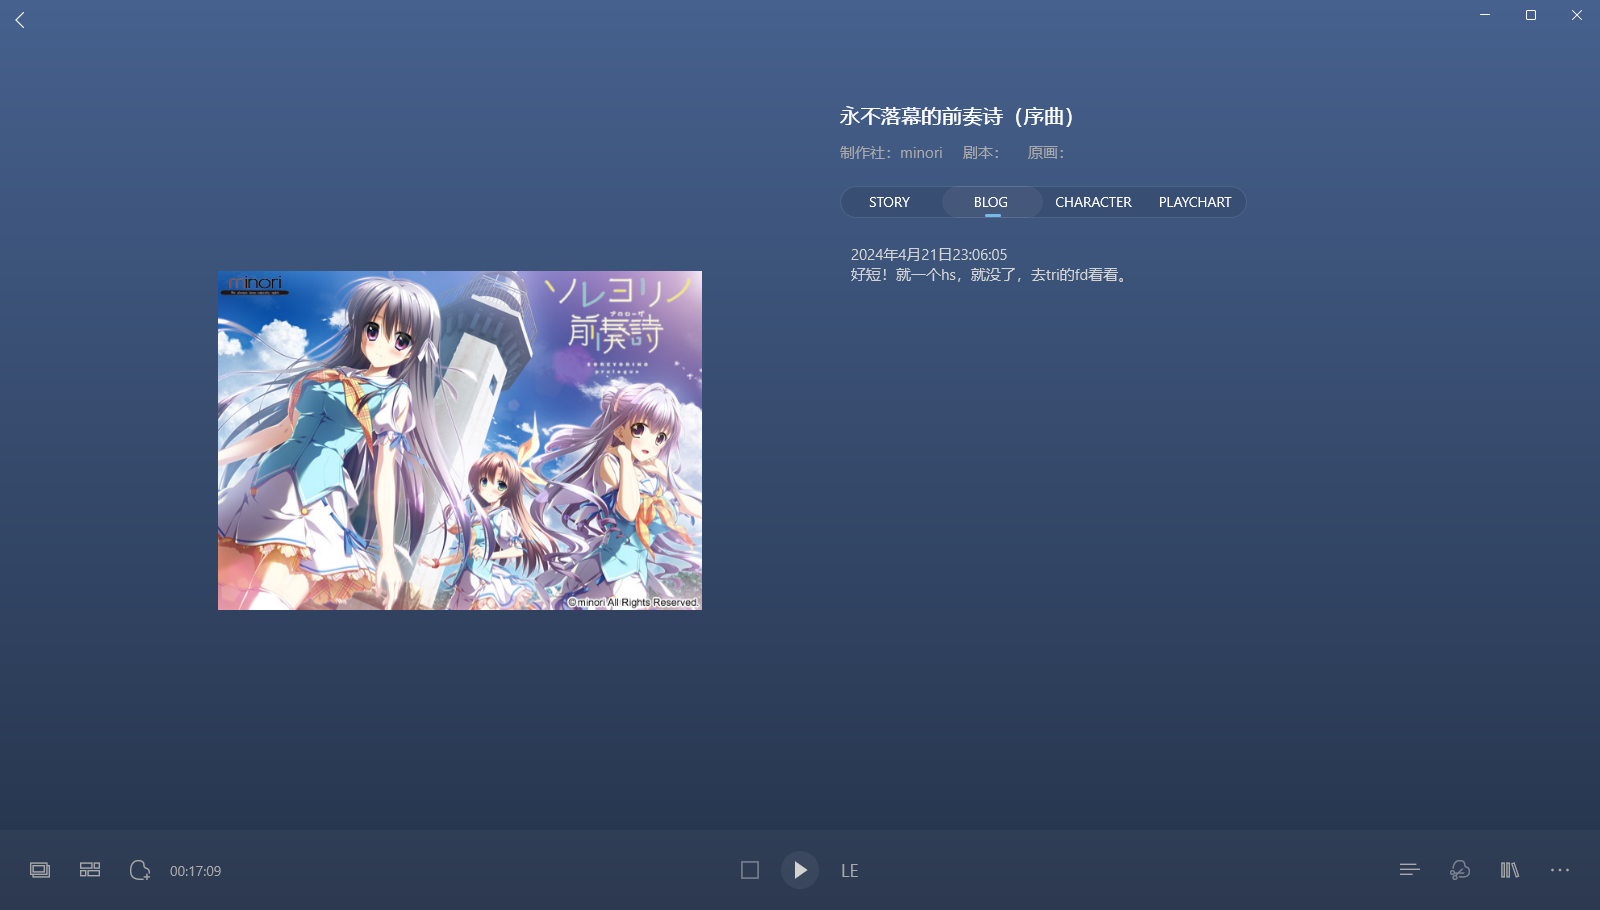 永不落幕的前奏诗（序曲）
制作社：minori 剧本： 原画：
STORY BLOG CHARACTER PLAYCHART
2024年4月21日23:06:05
好短！就一个hs，就没了，去tri的fd看看。
minori
ソレヨリノ
プロローグ
前奏詩
SOREYORINO
prologue
©minori All Rights Reserved.
00:17:09
LE